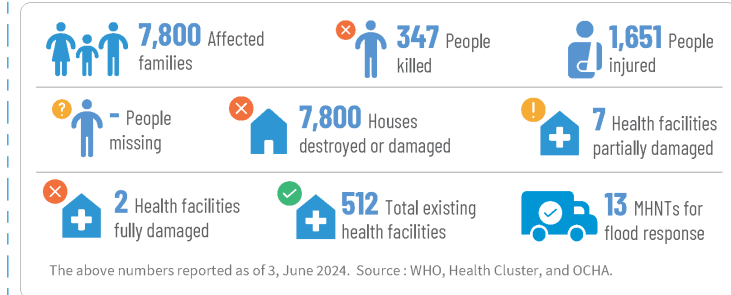 7,800 Affected
families
347 People
killed
1,651 People
injured
- People
missing
7,800 Houses
destroyed or damaged
7 Health facilities
partially damaged
2 Health facilities
fully damaged
512 Total existing
health facilities
13 MHNTs for
flood response
The above numbers reported as of 3, June 2024. Source : WHO, Health Cluster, and OCHA.